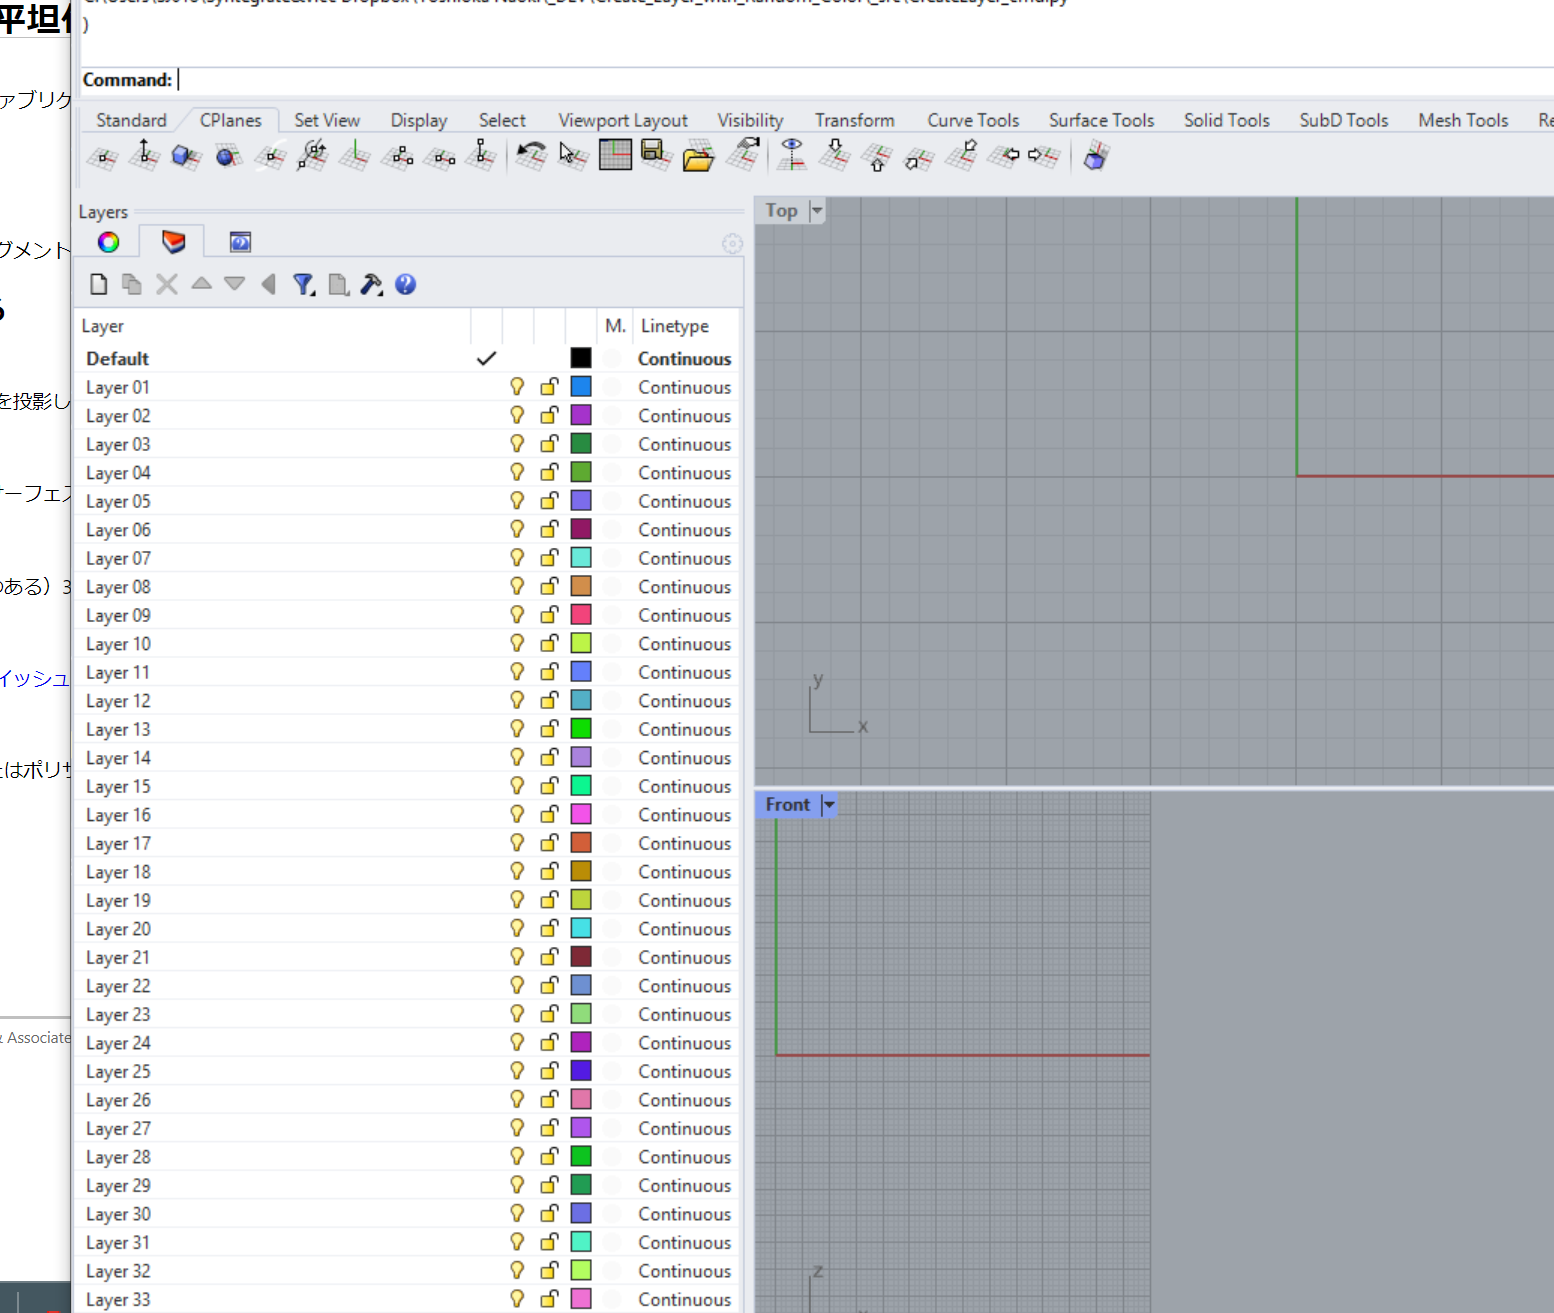 )
Command:
Standard CPlanes Set View Display Select Viewport Layout Visibility Transform Curve Tools Surface Tools Solid Tools SubD Tools Mesh Tools
Layers
Layer M. Linetype
Default Continuous
Layer 01 Continuous
Layer 02 Continuous
Layer 03 Continuous
Layer 04 Continuous
Layer 05 Continuous
Layer 06 Continuous
Layer 07 Continuous
Layer 08 Continuous
Layer 09 Continuous
Layer 10 Continuous
Layer 11 Continuous
Layer 12 Continuous
Layer 13 Continuous
Layer 14 Continuous
Layer 15 Continuous
Layer 16 Continuous
Layer 17 Continuous
Layer 18 Continuous
Layer 19 Continuous
Layer 20 Continuous
Layer 21 Continuous
Layer 22 Continuous
Layer 23 Continuous
Layer 24 Continuous
Layer 25 Continuous
Layer 26 Continuous
Layer 27 Continuous
Layer 28 Continuous
Layer 29 Continuous
Layer 30 Continuous
Layer 31 Continuous
Layer 32 Continuous
Layer 33 Continuous
Top
y
x
Front
z
平坦
ァブリケ
グメント
を投影し
ーフェス
のある）3
イッシュ
はポリサ
& Associate